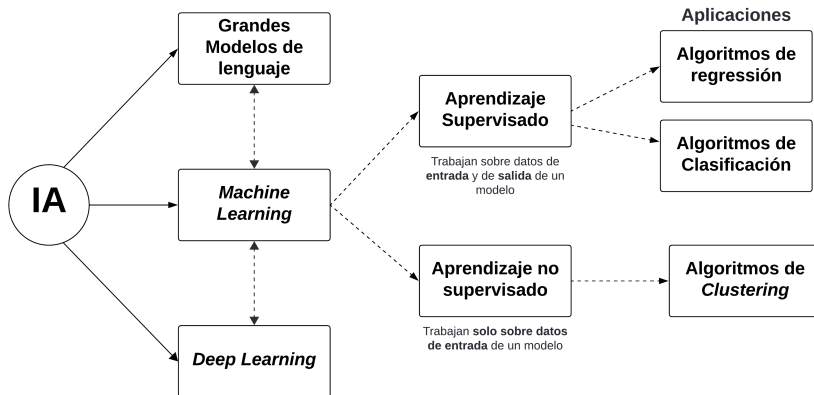 Aplicaciones
Grandes
Modelos de
lenguaje
Algoritmos de
regressión
Aprendizaje
Supervisado
Algoritmos de
Clasificación
Trabajan sobre datos de
entrada y de salida de un
modelo
IA
Machine
Learning
Aprendizaje no
supervisado
Algoritmos de
Clustering
Trabajan solo sobre datos
de entrada de un modelo
Deep Learning